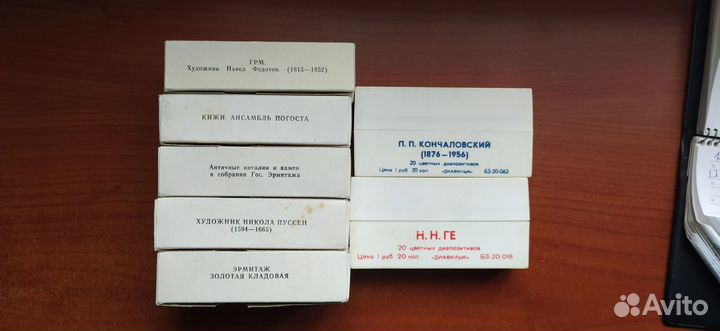 ГРМ.
Художник Павел Федотов. (1815—1852)
КИЖИ. АНСАМБЛЬ ПОГОСТА
Античные инталии и камеи
в собрании Гос. Эрмитажа
ХУДОЖНИК НИКОЛА ПУССЕН
(1594—1665)
ЭРМИТАЖ
ЗОЛОТАЯ КЛАДОВАЯ
П. П. КОНЧАЛОВСКИЙ
(1876—1956)
20 цветных диапозитивов
Цена 1 руб. 20 коп «ДИАФИЛЬМ» БЗ-20-063
Н.Н.ГЕ
20 цветных диапозитивов
Цена 1 руб. 20 коп «ДИАФИЛЬМ» БЗ-20-018
Avito